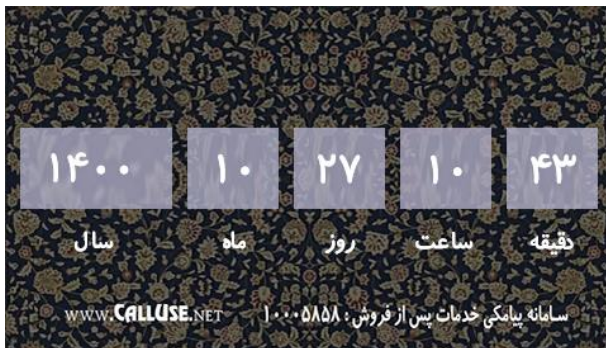 ۴۳ ۱۰ ۲۷ ۱۰ ۱۴۰۰
دقیقه ساعت روز ماه سال
سامانه پیامکی خدمات پس از فروش: ۱۰۰۰۵۸۵۸ www.CALLUSE.NET